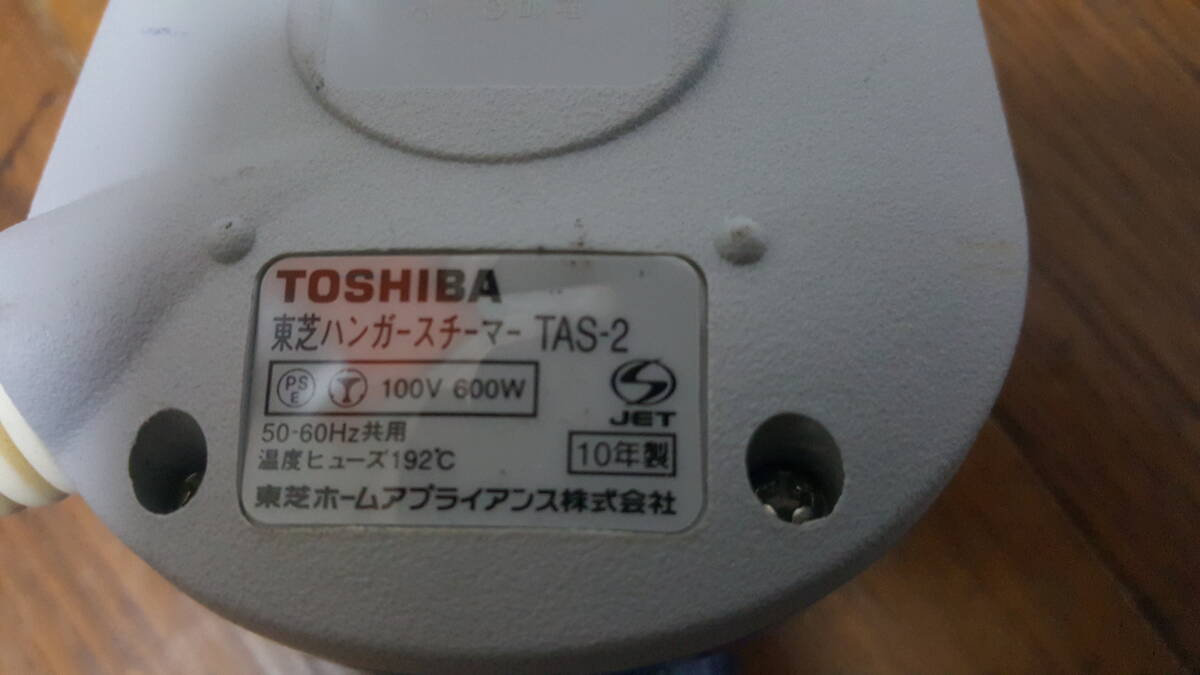 TOSHIBA
東芝ハンガースチーマー TAS-2
PS E 100V 600W
JET
50-60Hz共用
温度ヒューズ192℃
10年製
東芝ホームアプライアンス株式会社